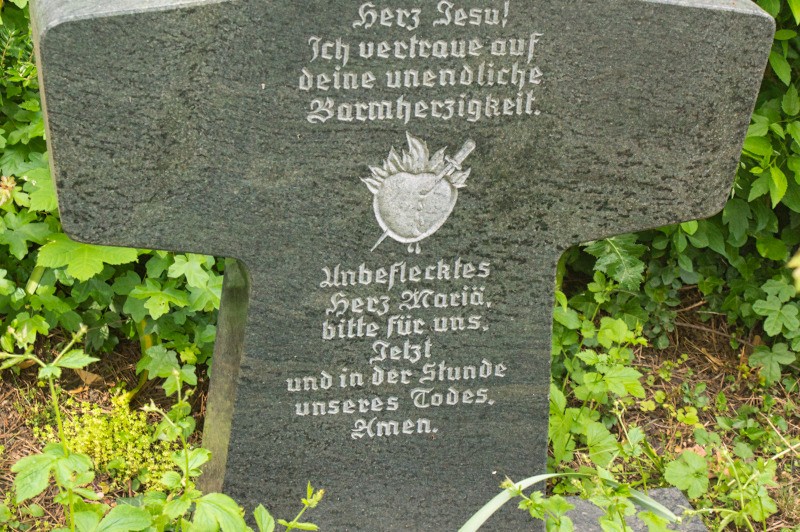 Herz Jesu!
Ich vertraue auf
deine unendliche
Barmherzigkeit.
Unbeflecktes
Herz Mariä,
bitte für uns.
Jetzt
und in der Stunde
unseres Todes.
Amen.